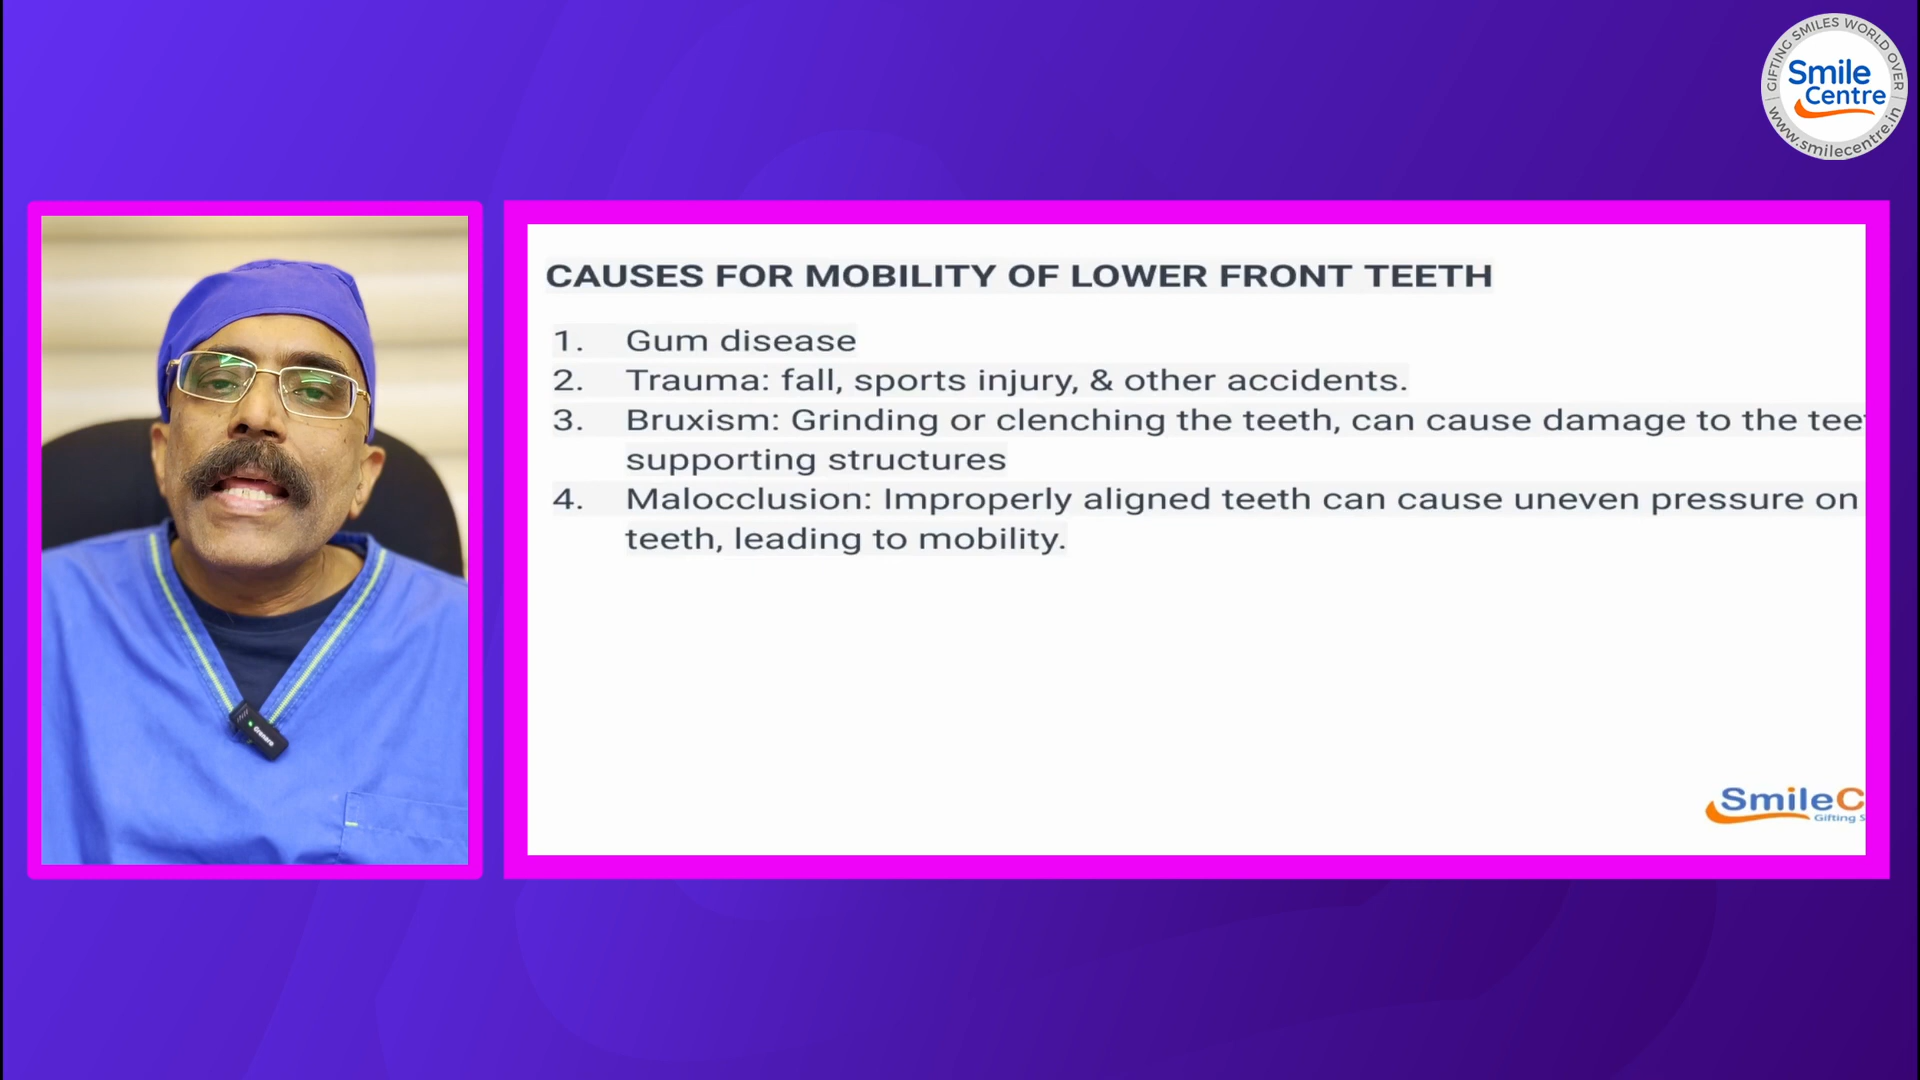 GIFTING SMILES WORLD OVER
Smile
Centre
www.smilecentre.in
CAUSES FOR MOBILITY OF LOWER FRONT TEETH
1. Gum disease
2. Trauma: fall, sports injury, & other accidents.
3. Bruxism: Grinding or clenching the teeth, can cause damage to the
supporting structures
4. Malocclusion: Improperly aligned teeth can cause uneven pressure on
teeth, leading to mobility.
SmileC
Gifting S